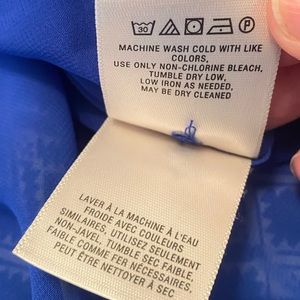 30
MACHINE WASH COLD WITH LIKE
COLORS,
USE ONLY NON-CHLORINE BLEACH,
TUMBLE DRY LOW,
LOW IRON AS NEEDED,
MAY BE DRY CLEANED
LAVER À LA MACHINE À L'EAU
FROIDE AVEC COULEURS
SIMILAIRES, UTILISEZ SEULEMENT
NON-JAVEL, TUMBLE SEC FAIBLE,
FAIBLE COMME FER NÉCESSAIRES,
PEUT ÊTRE NETTOYER À SEC